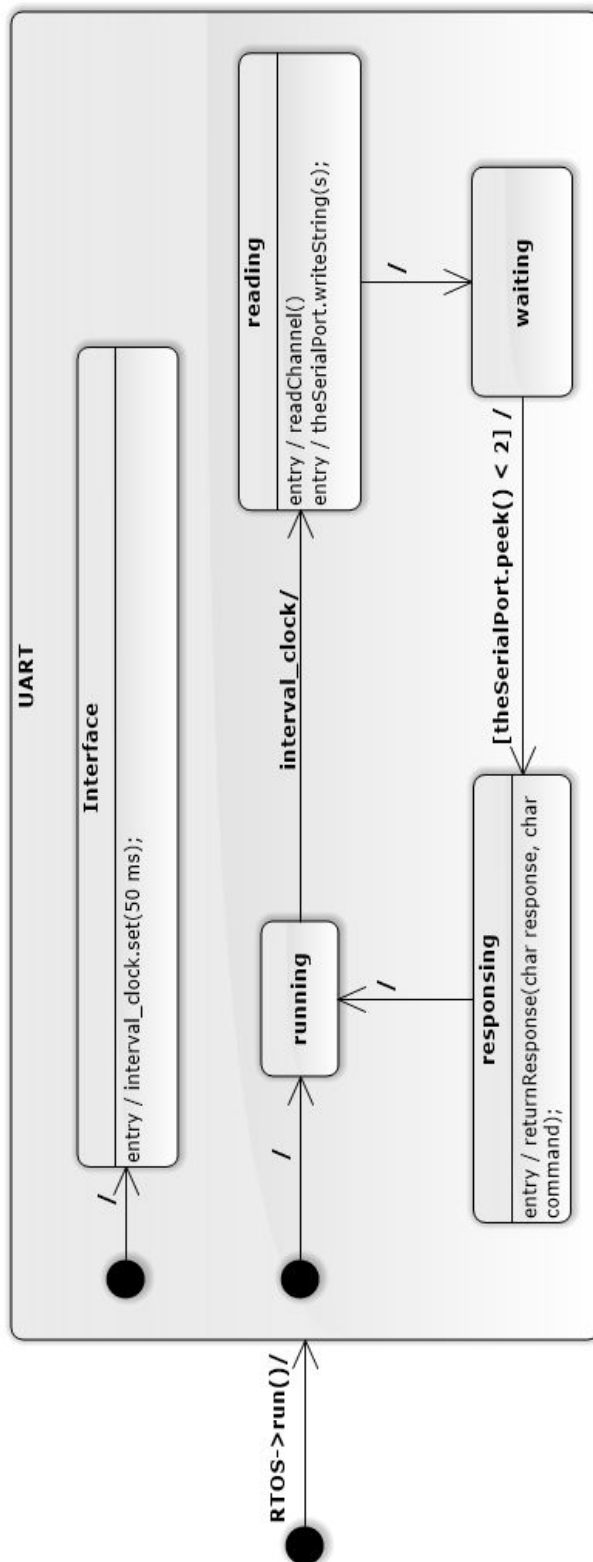 UART
RTOS->run()/
/
Interface
entry / interval_clock.set(50 ms);
/
running
interval_clock/
reading
entry / readChannel()
entry / theSerialPort.writeString(s);
/
/
responsing
entry / returnResponse(char response, char
command);
[theSerialPort.peek() < 2] /
waiting